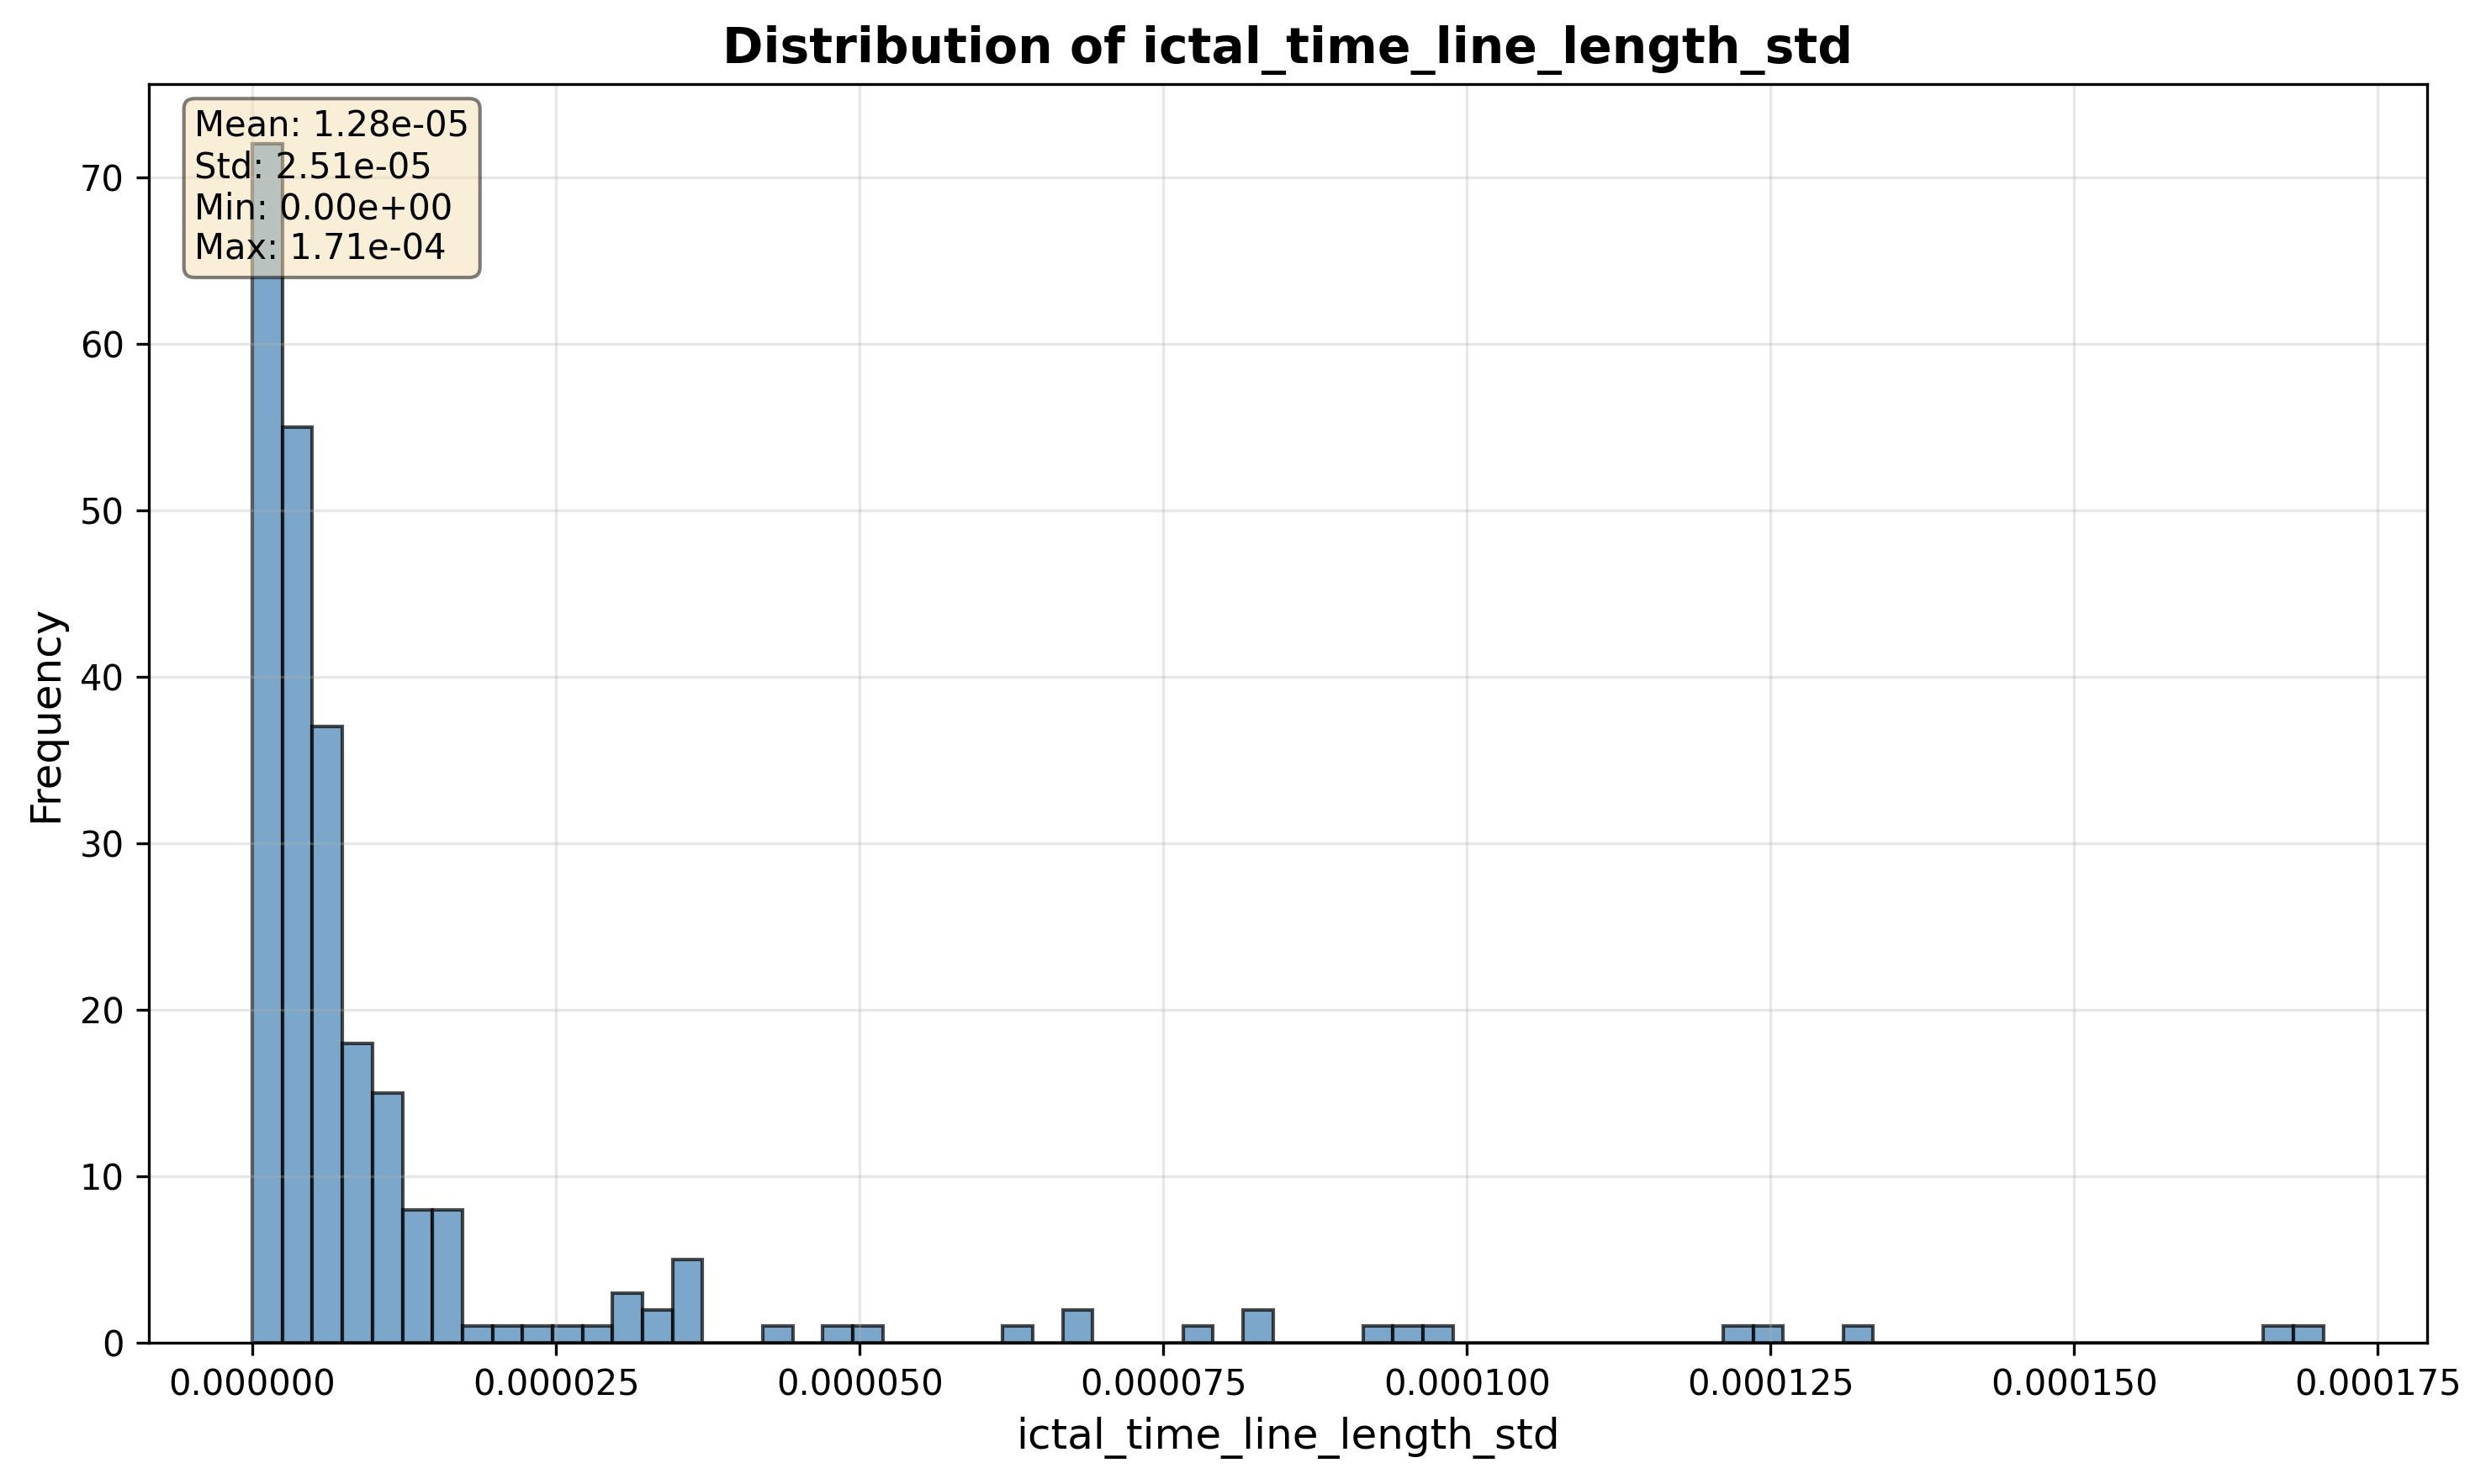 Distribution of ictal_time_line_length_std
Mean: 1.28e-05
Std: 2.51e-05
Min: 0.00e+00
Max: 1.71e-04
Frequency
70
60
50
40
30
20
10
0
0.000000 0.000025 0.000050 0.000075 0.000100 0.000125 0.000150 0.000175
ictal_time_line_length_std